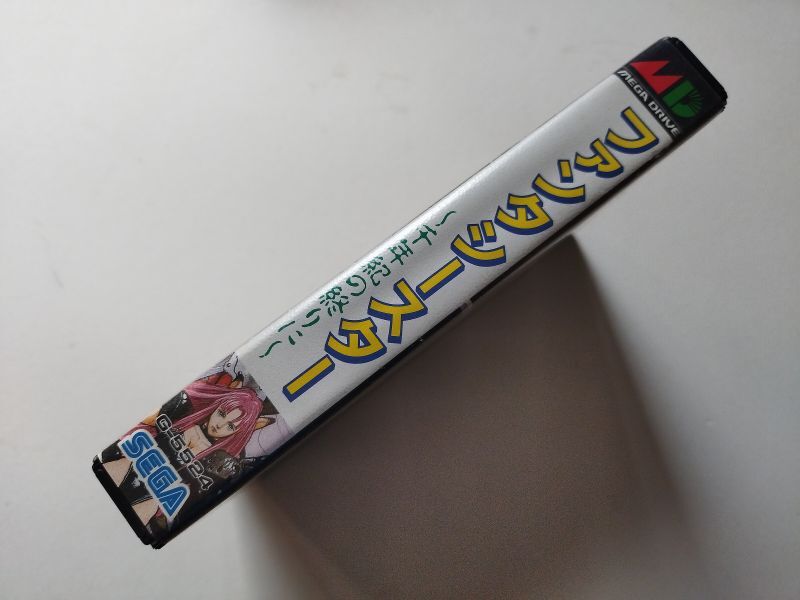 MD
MEGA DRIVE
ファンタシースター
～千年紀の終りに～
G-5524
SEGA